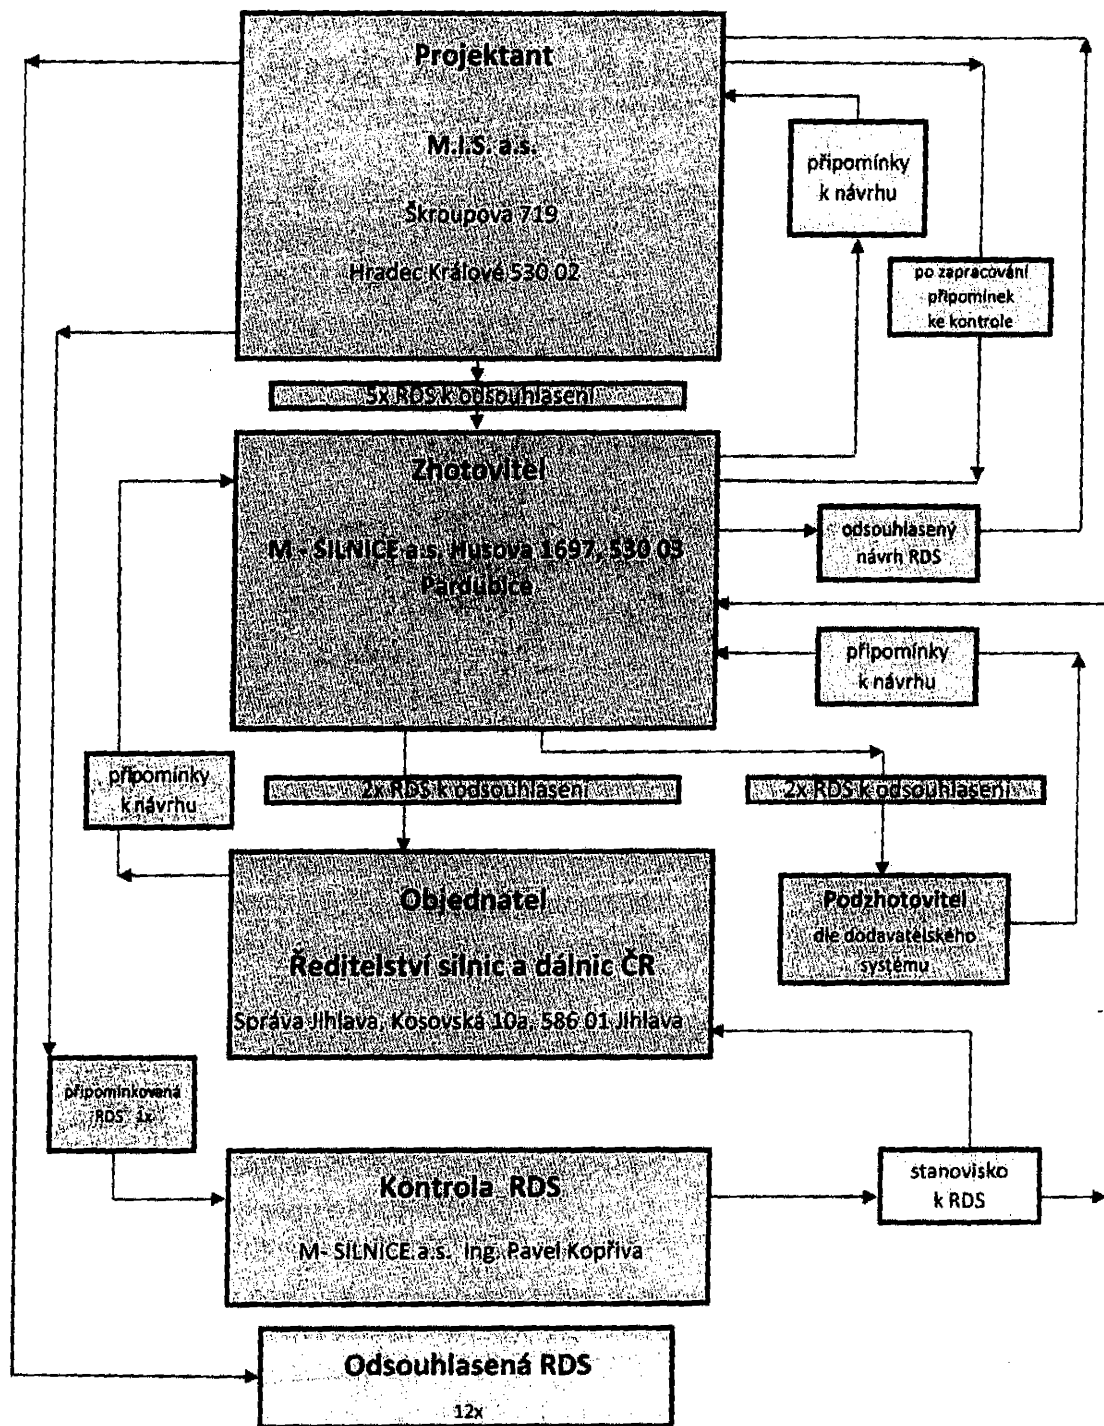 Projektant
M.I.S. a.s.
Škroupova 719
Hradec Králové 530 02
připomínky
k návrhu
po zapracování
připomínek
ke kontrole
5x RDS k odsouhlasení
Zhotovitel
M - SILNICE a.s. Husova 1697, 530 03
Pardubice
odsouhlasený
návrh RDS
připomínky
k návrhu
připomínky
k návrhu
2x RDS k odsouhlasení
2x RDS k odsouhlasení
Objednatel
Ředitelství silnic a dálnic ČR
Správa Jihlava, Kosovská 10a, 586 01 Jihlava
Podzhotovitel
dle dodavatelského
systému
připomínkovaná
RDS 1x
Kontrola RDS
M- SILNICE.a.s. Ing. Pavel Kopřiva
stanovisko
k RDS
Odsouhlasená RDS
12x